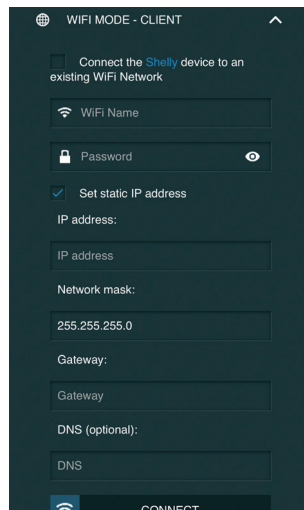 WIFI MODE - CLIENT
Connect the Shelly device to an
existing WiFi Network
WiFi Name
Password
Set static IP address
IP address:
IP address
Network mask:
255.255.255.0
Gateway:
Gateway
DNS (optional):
DNS
CONNECT